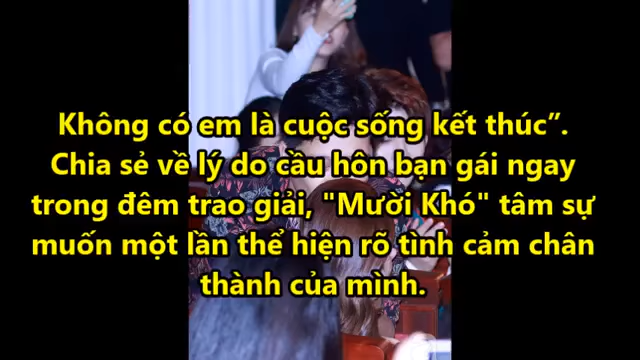 Không có em là cuộc sống kết thúc”.
Chia sẻ về lý do cầu hôn bạn gái ngay
trong đêm trao giải, "Mười Khó" tâm sự
muốn một lần thể hiện rõ tình cảm chân
thành của mình.